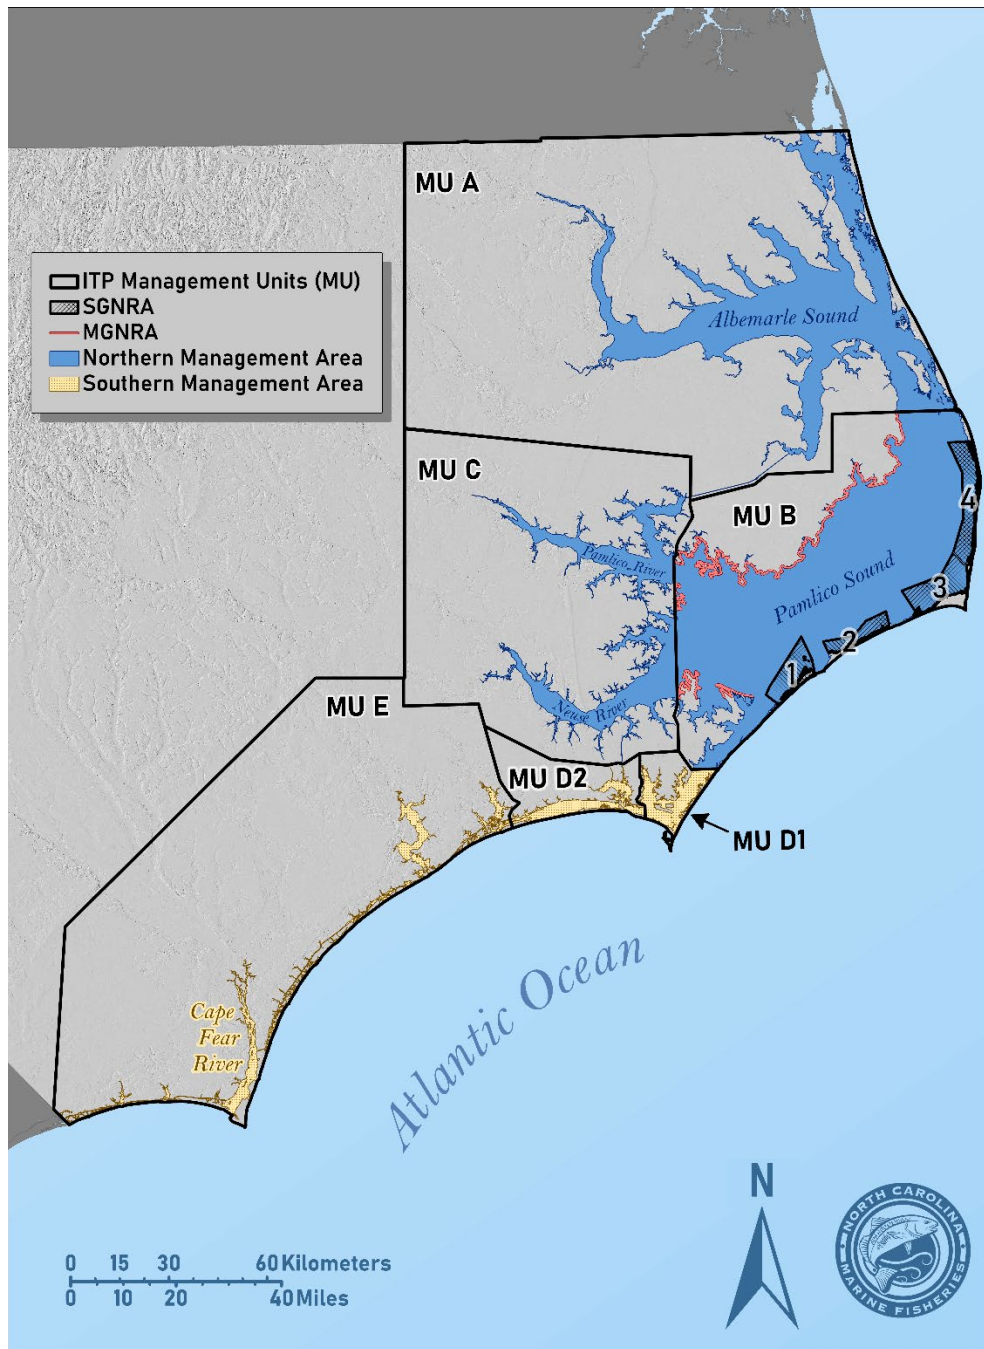 MU A
ITP Management Units (MU)
SGNRA
MGNRA
Northern Management Area
Southern Management Area
Albemarle Sound
MU C
MU B
4
Pamlico River
Pamlico Sound
3
2
1
MU E
Neuse River
MU D2
MU D1
Atlantic Ocean
Cape
Fear
River
N
NORTH CAROLINA
MARINE FISHERIES
0 15 30 60 Kilometers
0 10 20 40 Miles